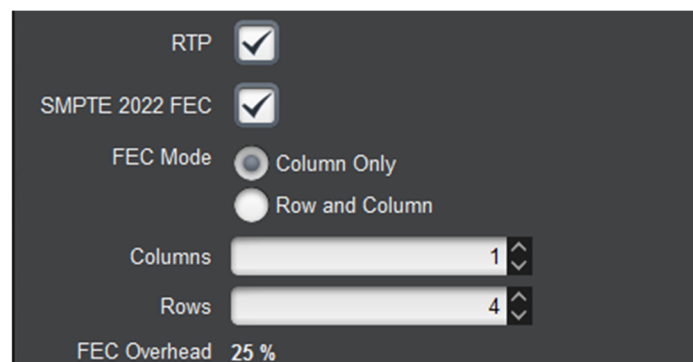 RTP
SMPTE 2022 FEC
FEC Mode
Column Only
Row and Column
Columns 1
Rows 4
FEC Overhead 25 %